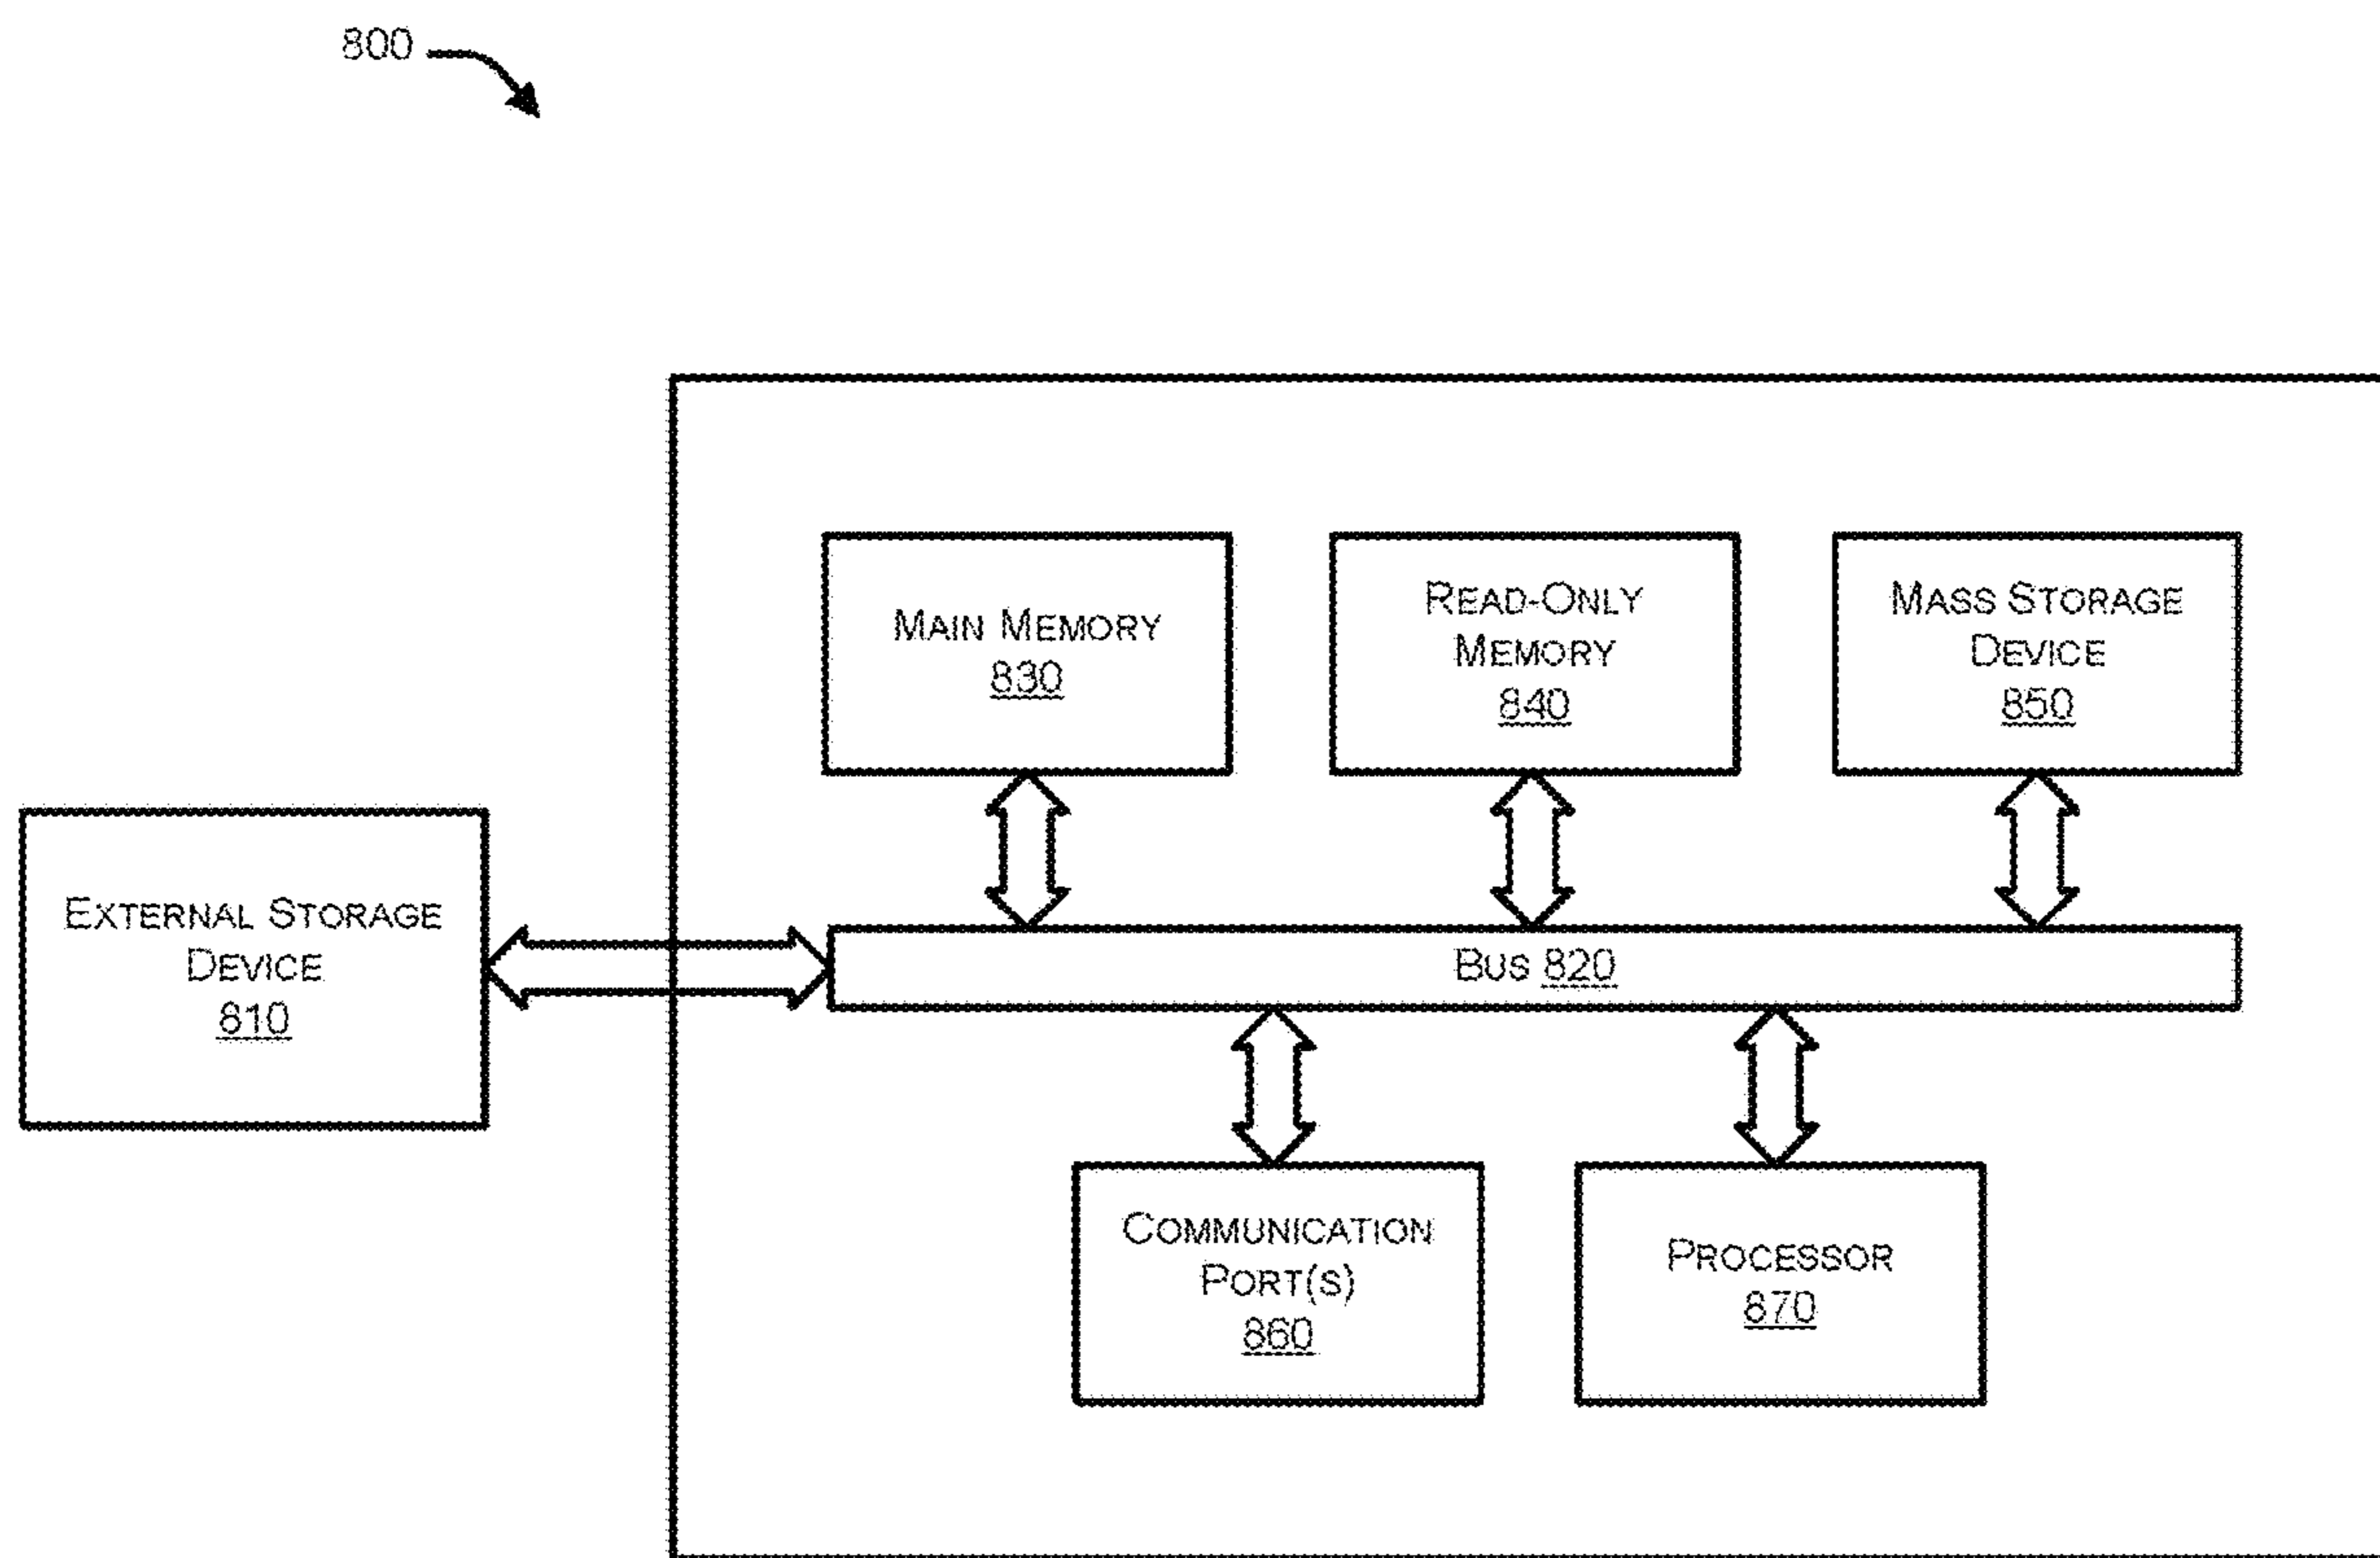 800
MAIN MEMORY
830
READ-ONLY
MEMORY
840
MASS STORAGE
DEVICE
850
EXTERNAL STORAGE
DEVICE
810
BUS 820
COMMUNICATION
PORT(S)
860
PROCESSOR
870